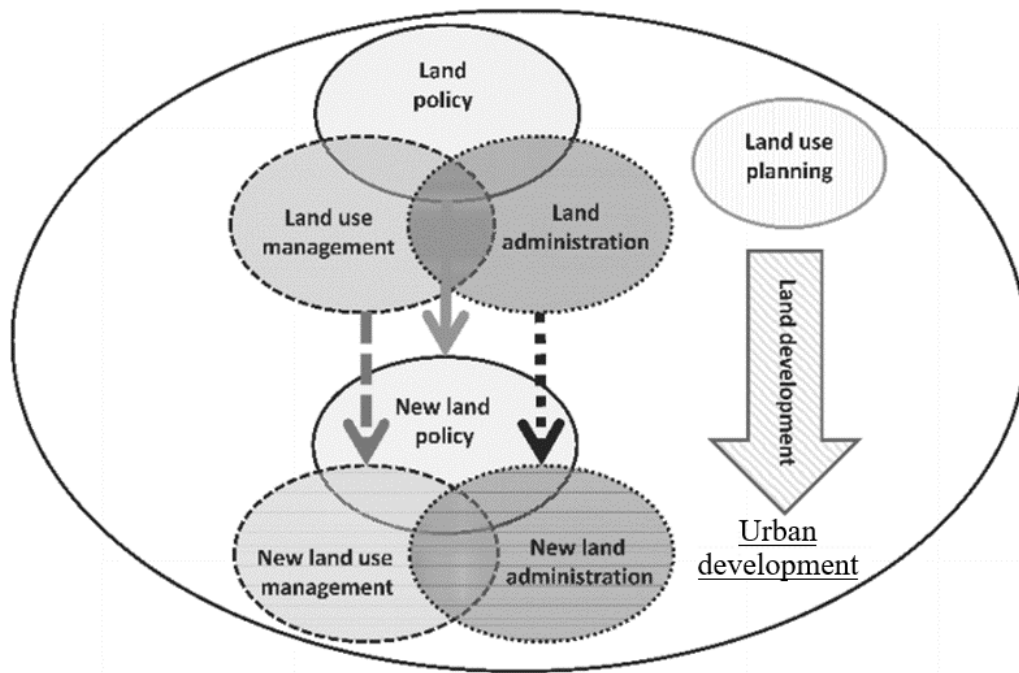 Land
policy
Land use
management
Land
administration
Land use
planning
Land development
New land
policy
New land use
management
New land
administration
Urban
development